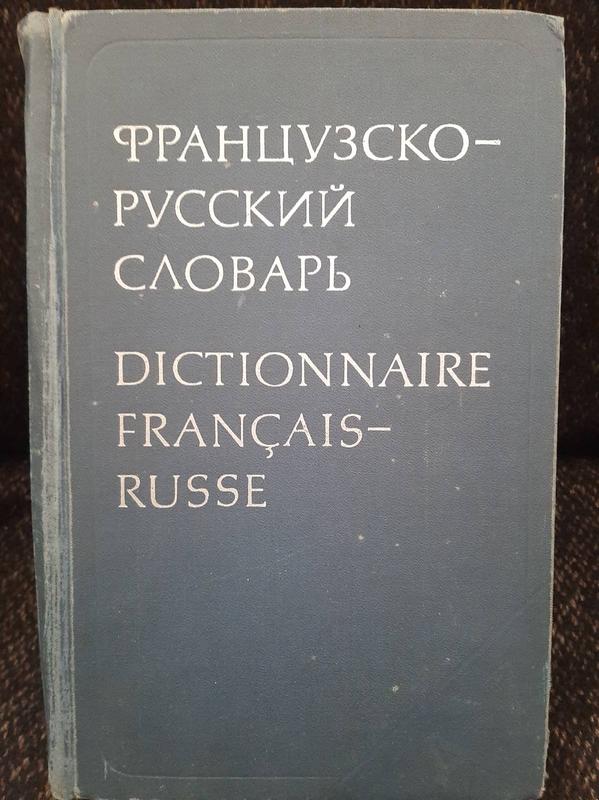 ФРАНЦУЗСКО-
РУССКИЙ
СЛОВАРЬ
DICTIONNAIRE
FRANÇAIS-
RUSSE